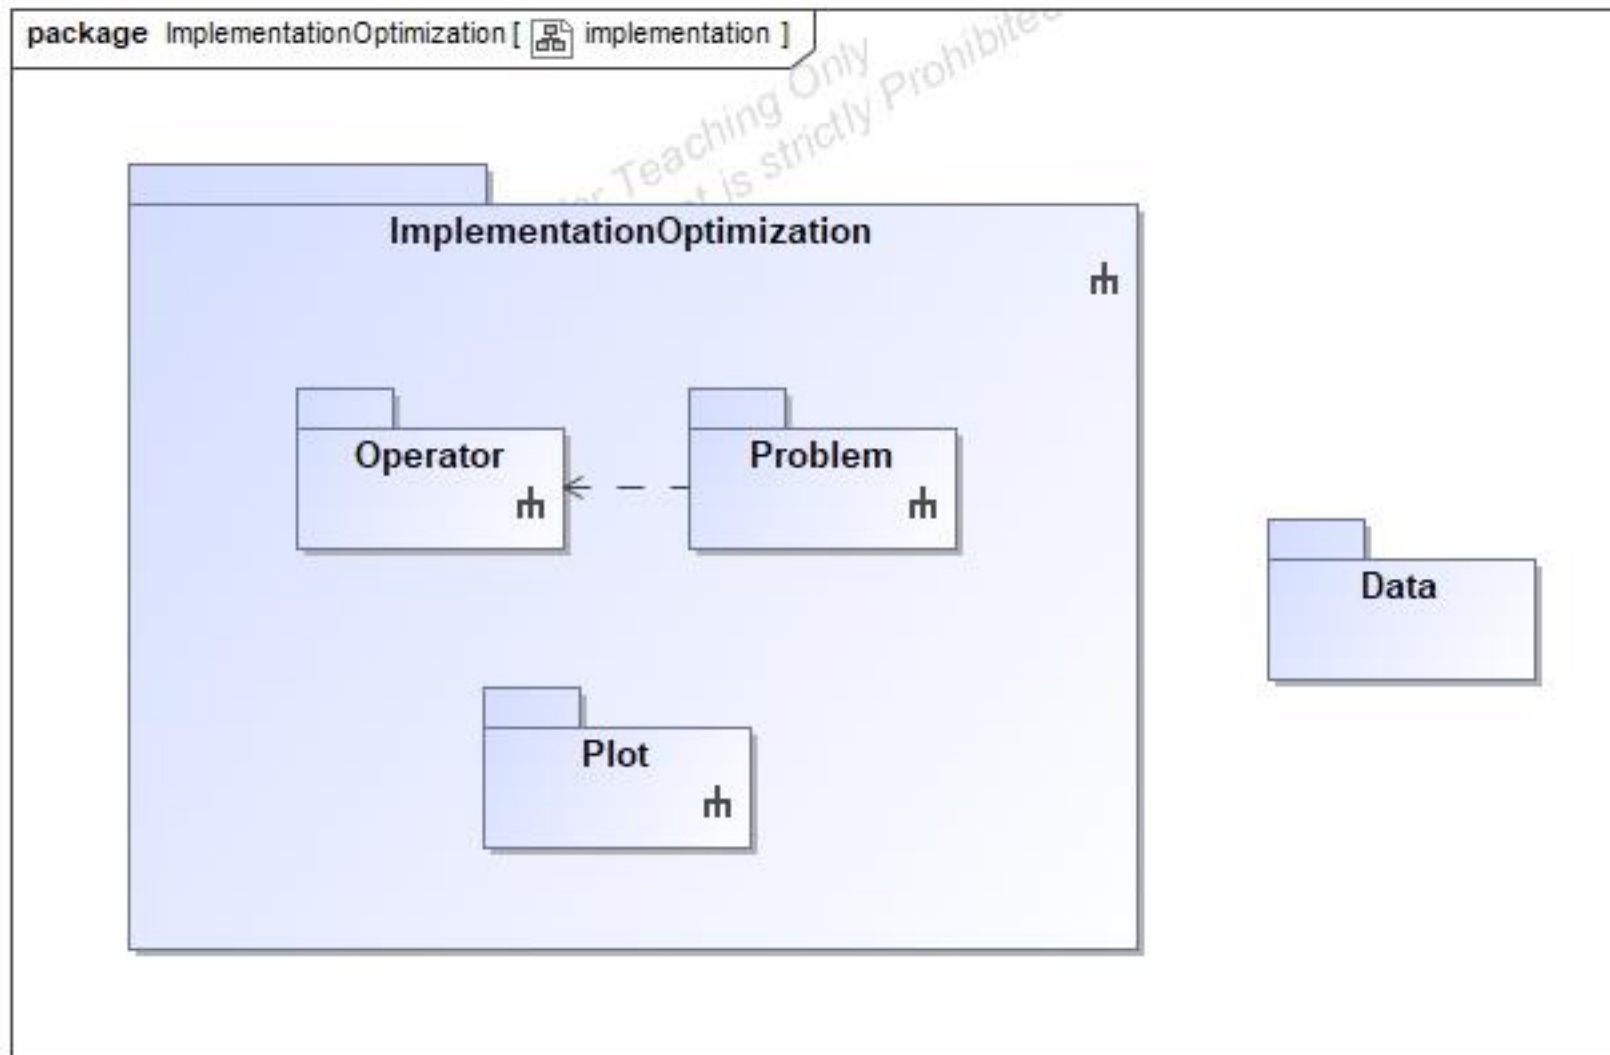 package ImplementationOptimization [ implementation ]
Teaching Only
is strictly Prohibited
ImplementationOptimization
Operator
Problem
Data
Plot